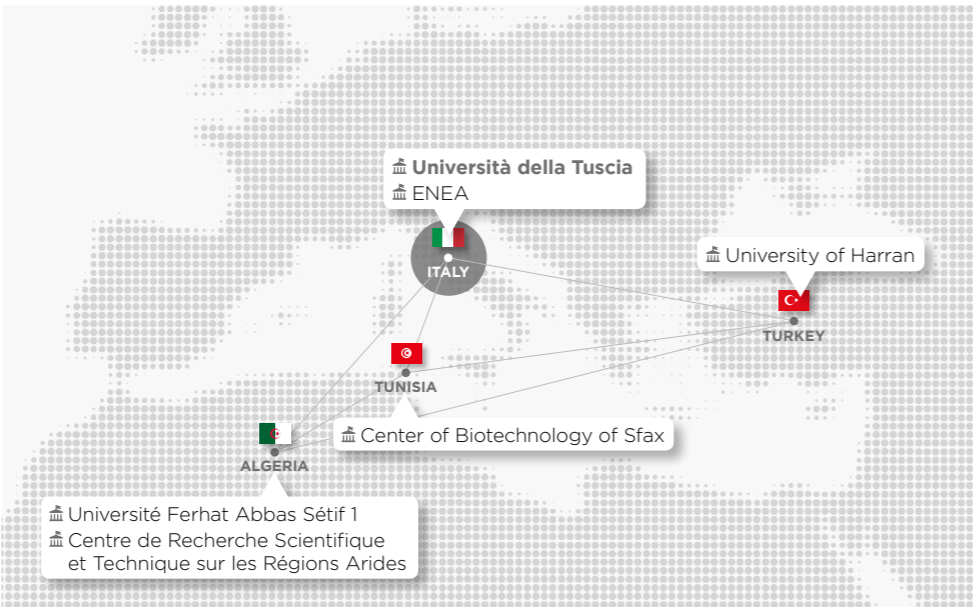 Università della Tuscia
ENEA
ITALY
University of Harran
TURKEY
TUNISIA
Center of Biotechnology of Sfax
ALGERIA
Université Ferhat Abbas Sétif 1
Centre de Recherche Scientifique
et Technique sur les Régions Arides